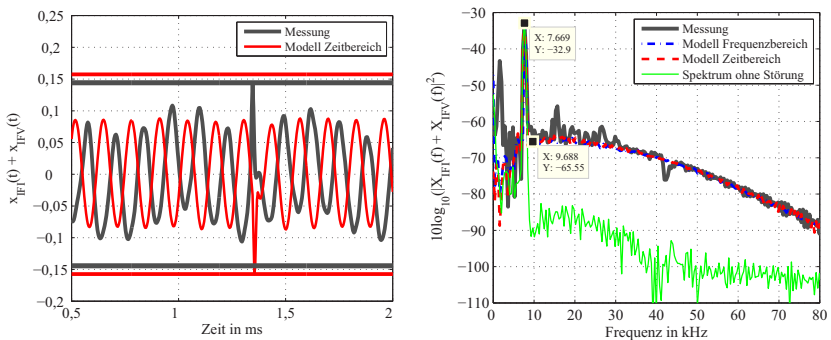 0,25
0,2
0,15
0,1
0,05
0
−0,05
−0,1
−0,15
−0,2
0,5
1
1,5
2
Zeit in ms
x_IF1(t) + x_IFV(t)
Messung
Modell Zeitbereich
−30
−40
−50
−60
−70
−80
−90
−100
−110
0
10
20
30
40
50
60
70
80
Frequenz in kHz
10log_10(|X_IF1(f) + X_IFV(f)|^2)
X: 7.669
Y: −32.9
X: 9.688
Y: −65.55
Messung
Modell Frequenzbereich
Modell Zeitbereich
Spektrum ohne Störung